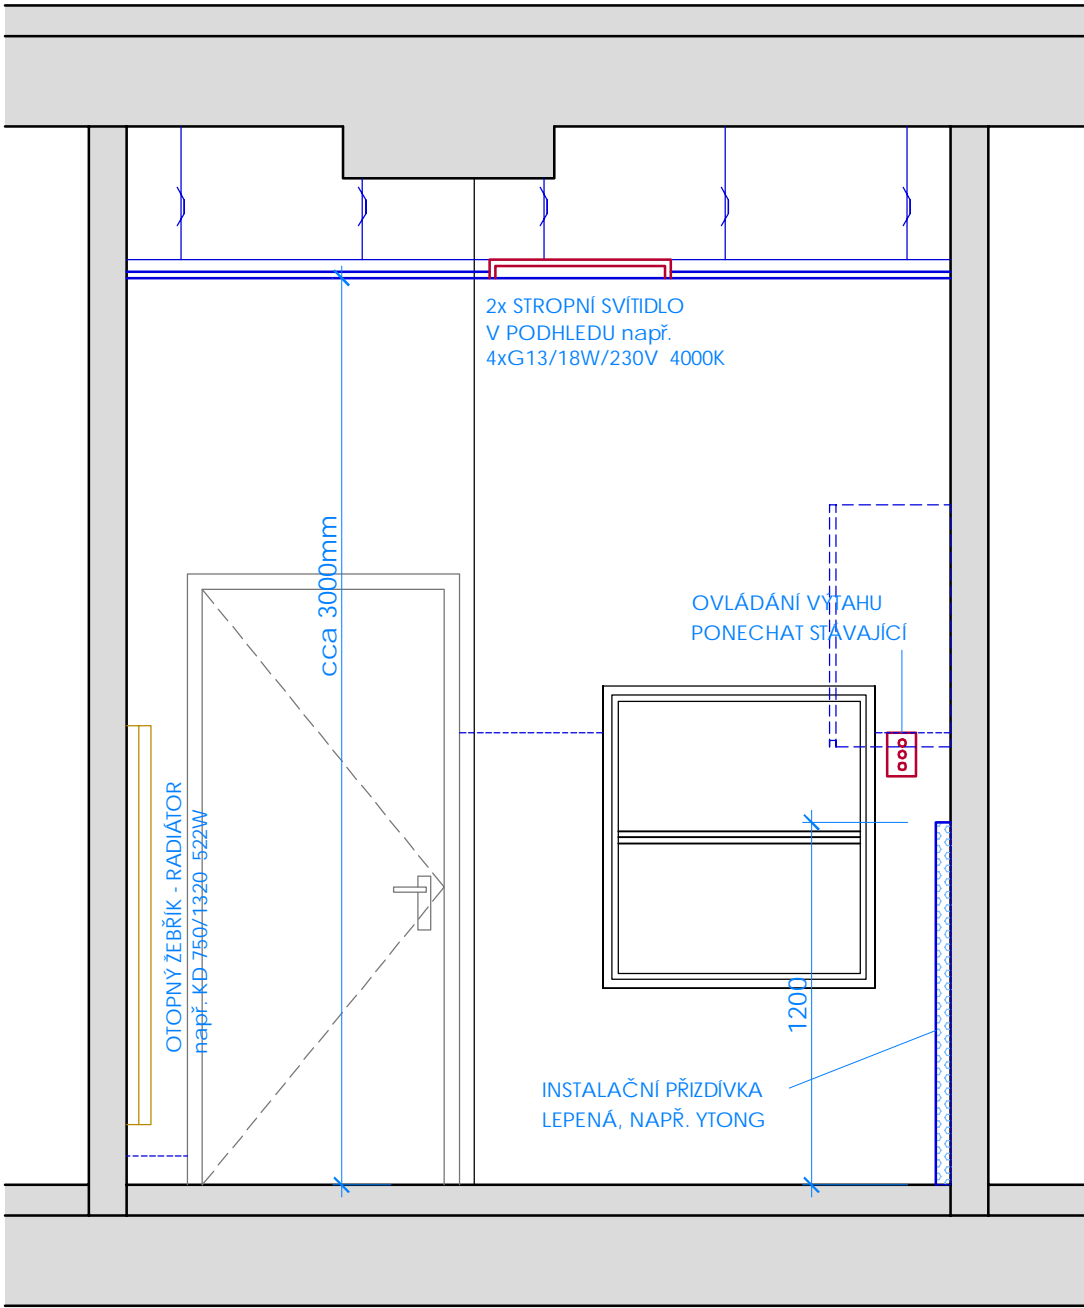 2x STROPNÍ SVÍTIDLO
V PODHLEDU např.
4xG13/18W/230V 4000K
cca 3000mm
OVLÁDÁNÍ VÝTAHU
PONECHAT STÁVAJÍCÍ
OTOPNÝ ŽEBŘÍK - RADIÁTOR
např. KD 750/1320 522W
1200
INSTALAČNÍ PŘIZDÍVKA
LEPENÁ, NAPŘ. YTONG